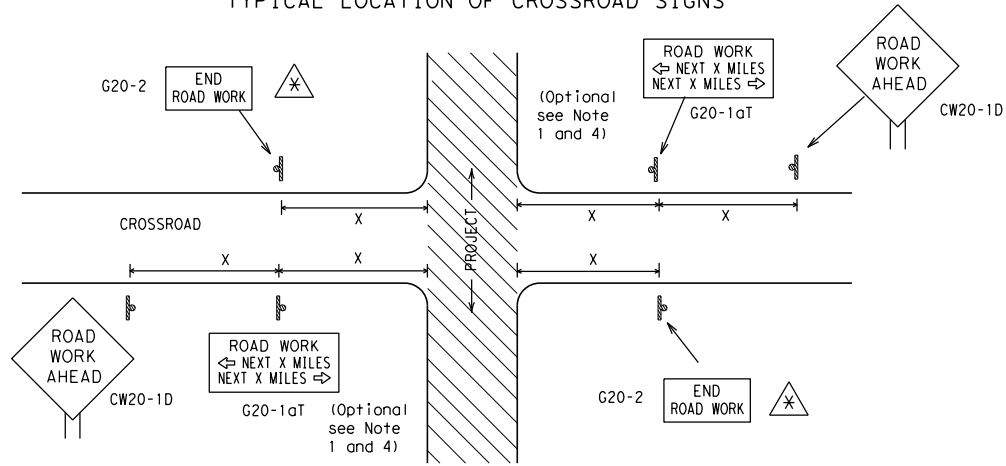 TYPICAL LOCATION OF CROSSROAD SIGNS
G20-2
END
ROAD WORK
*
(Optional
see Note
1 and 4)
ROAD WORK
⇦ NEXT X MILES
NEXT X MILES ⇨
G20-1aT
ROAD
WORK
AHEAD
CW20-1D
X
X
X
CROSSROAD
PROJECT
X
X
X
ROAD
WORK
AHEAD
CW20-1D
ROAD WORK
⇦ NEXT X MILES
NEXT X MILES ⇨
G20-1aT
(Optional
see Note
1 and 4)
G20-2
END
ROAD WORK
*